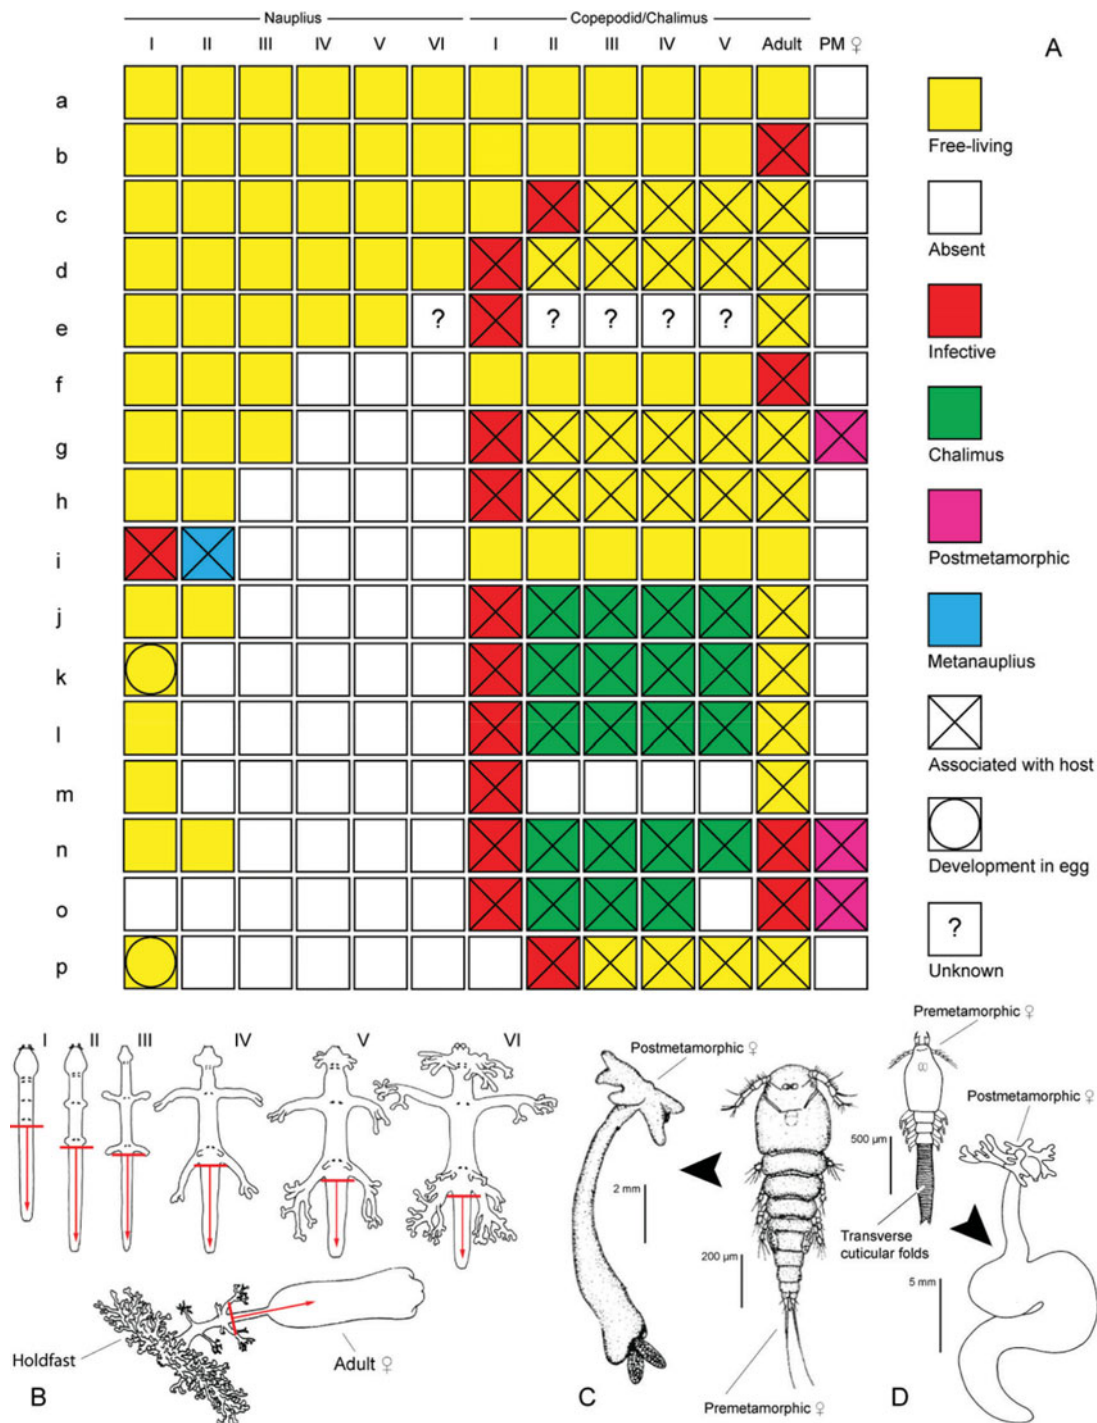 Nauplius Copepodid/Chalimus
I II III IV V VI I II III IV V Adult PM ♀
A
a
b
c
d
e ? ? ? ? ?
f
g
h
i
j
k
l
m
n
o
p
Free-living
Absent
Infective
Chalimus
Postmetamorphic
Metanauplius
Associated with host
Development in egg
?
Unknown
I II III IV V VI
Holdfast
Adult ♀
B
Postmetamorphic ♀
2 mm
200 µm
Premetamorphic ♀
C
Premetamorphic ♀
Postmetamorphic ♀
500 µm
Transverse
cuticular folds
5 mm
D